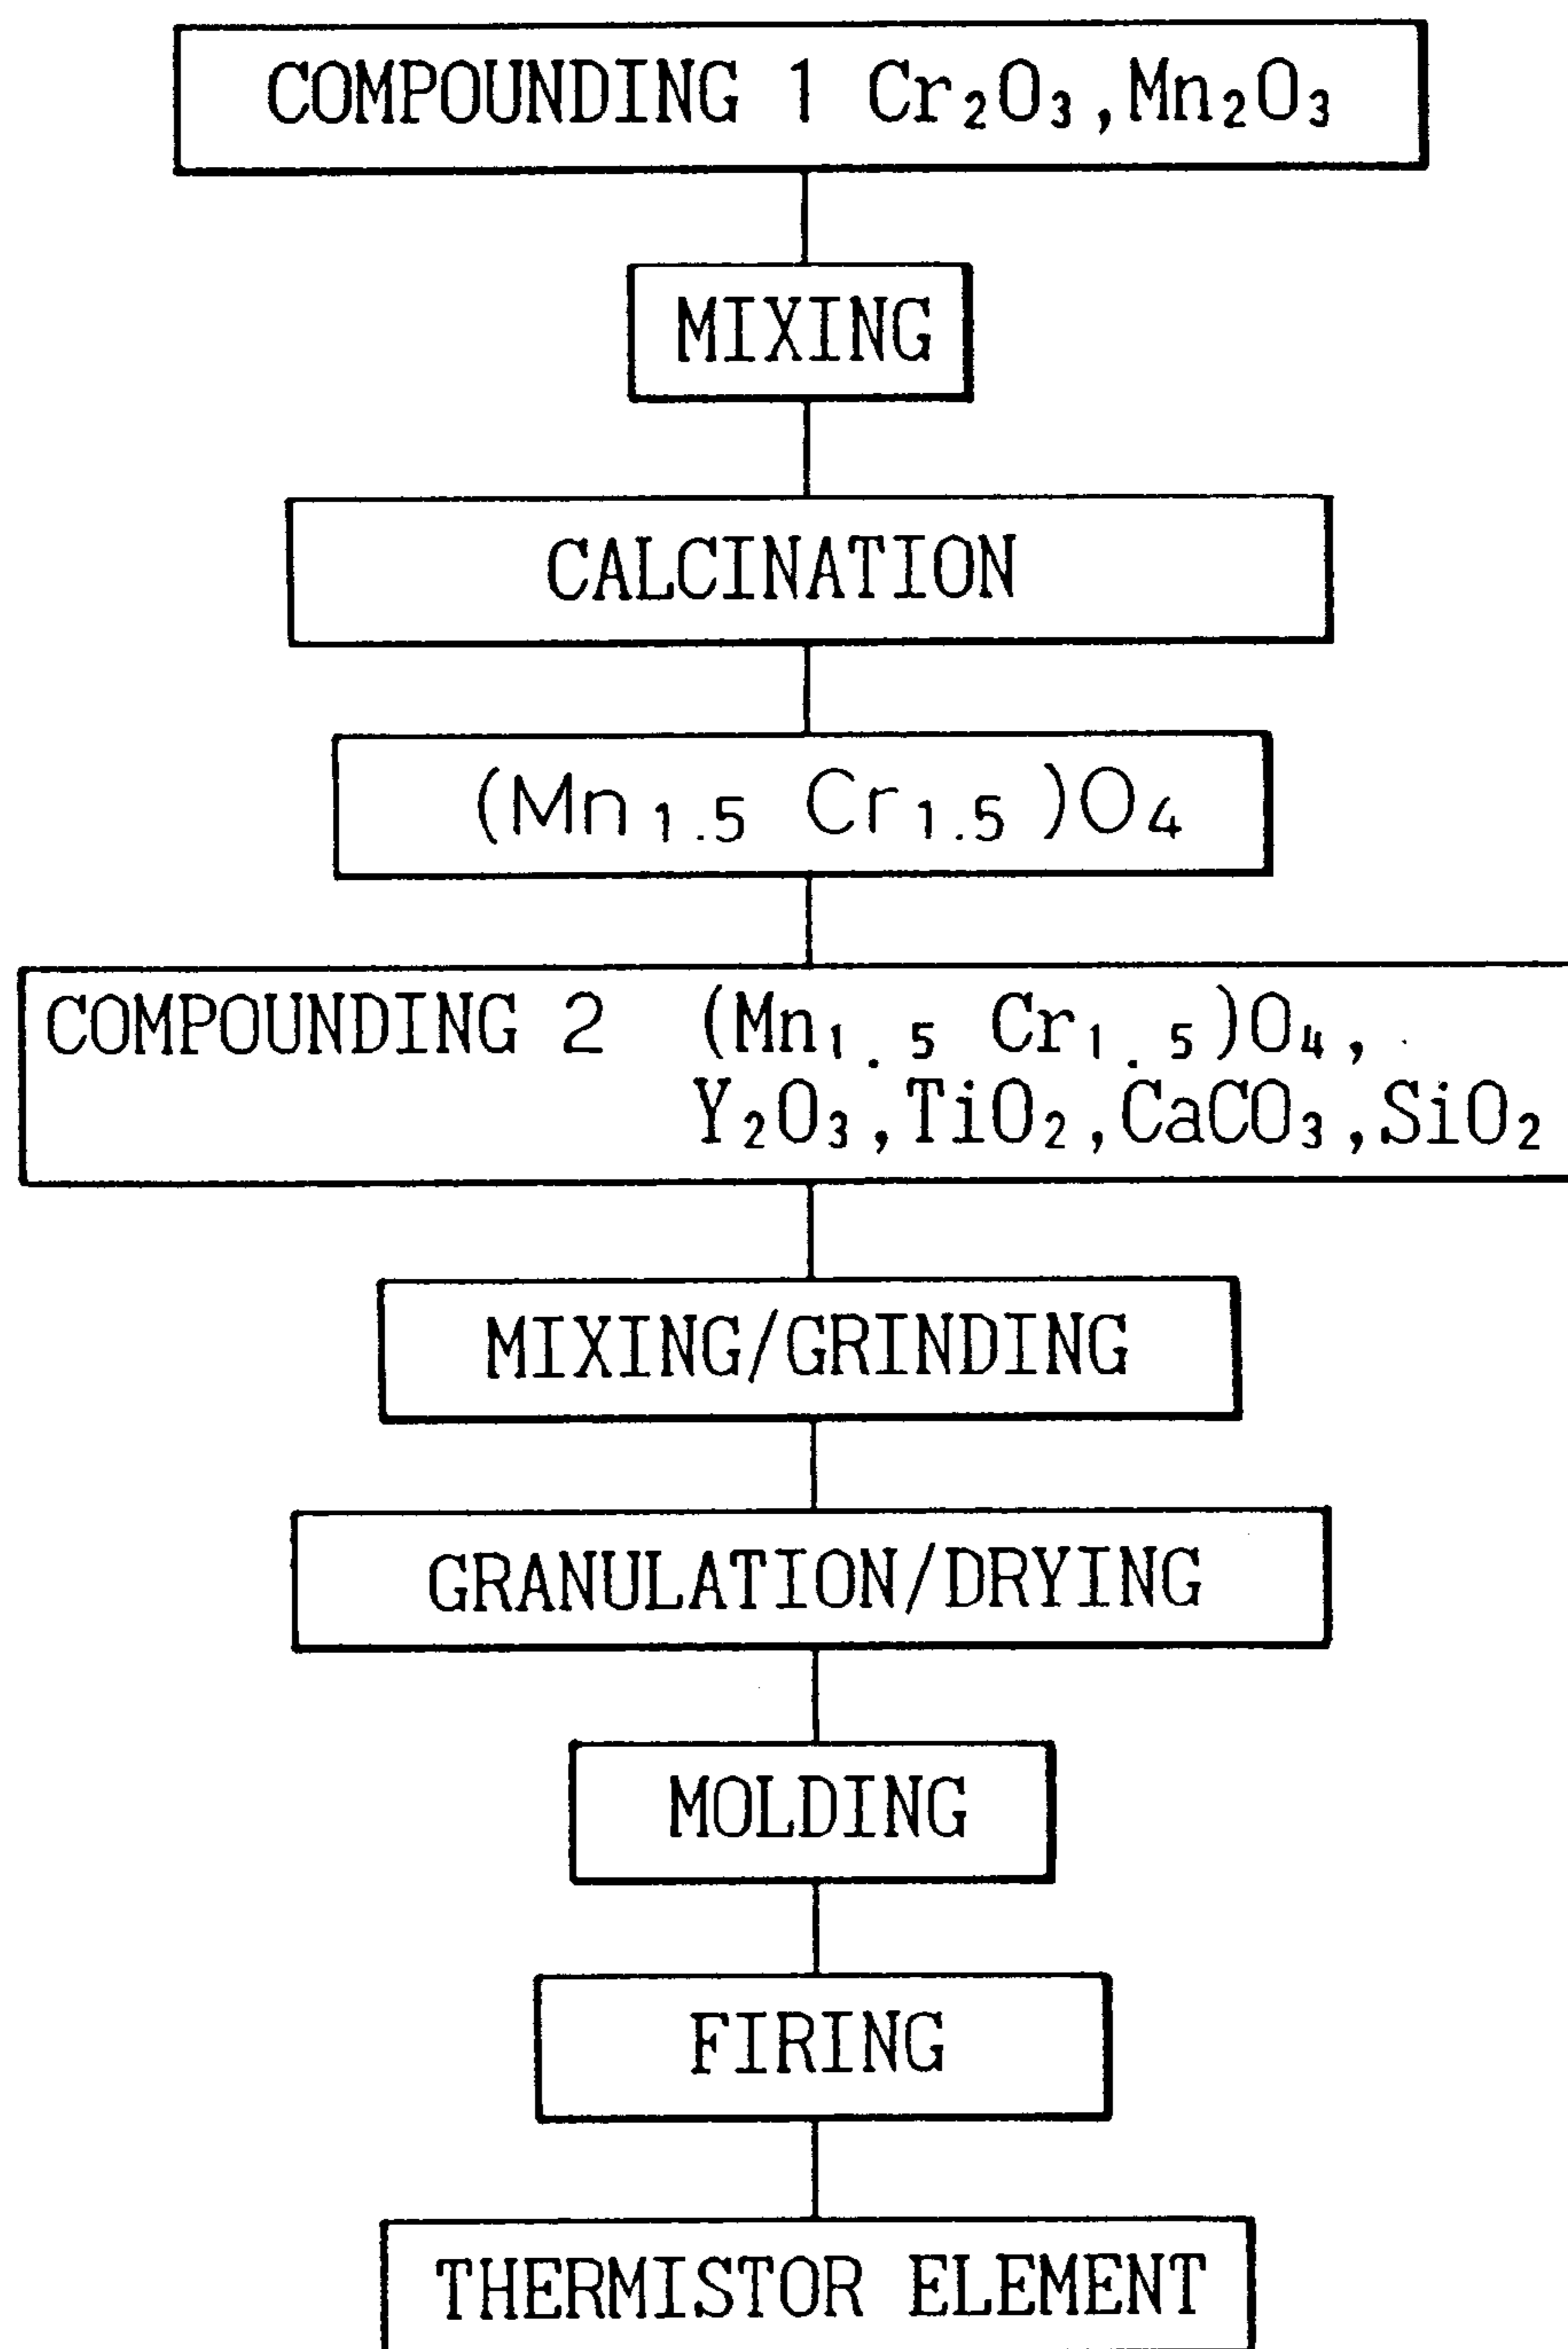 COMPOUNDING 1 Cr₂O₃,Mn₂O₃
MIXING
CALCINATION
(Mn₁.₅ Cr₁.₅)O₄
COMPOUNDING 2 (Mn₁.₅ Cr₁.₅)O₄,
Y₂O₃,TiO₂,CaCO₃,SiO₂
MIXING/GRINDING
GRANULATION/DRYING
MOLDING
FIRING
THERMISTOR ELEMENT